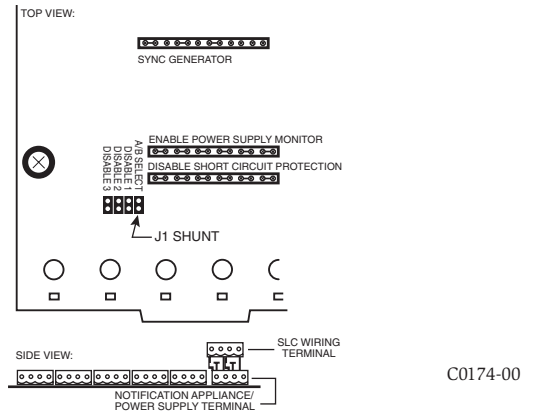 TOP VIEW:
SYNC GENERATOR
ENABLE POWER SUPPLY MONITOR
DISABLE SHORT CIRCUIT PROTECTION
A/B SELECT
DISABLE 1
DISABLE 2
DISABLE 3
J1 SHUNT
SIDE VIEW:
SLC WIRING
TERMINAL
NOTIFICATION APPLIANCE/
POWER SUPPLY TERMINAL
C0174-00